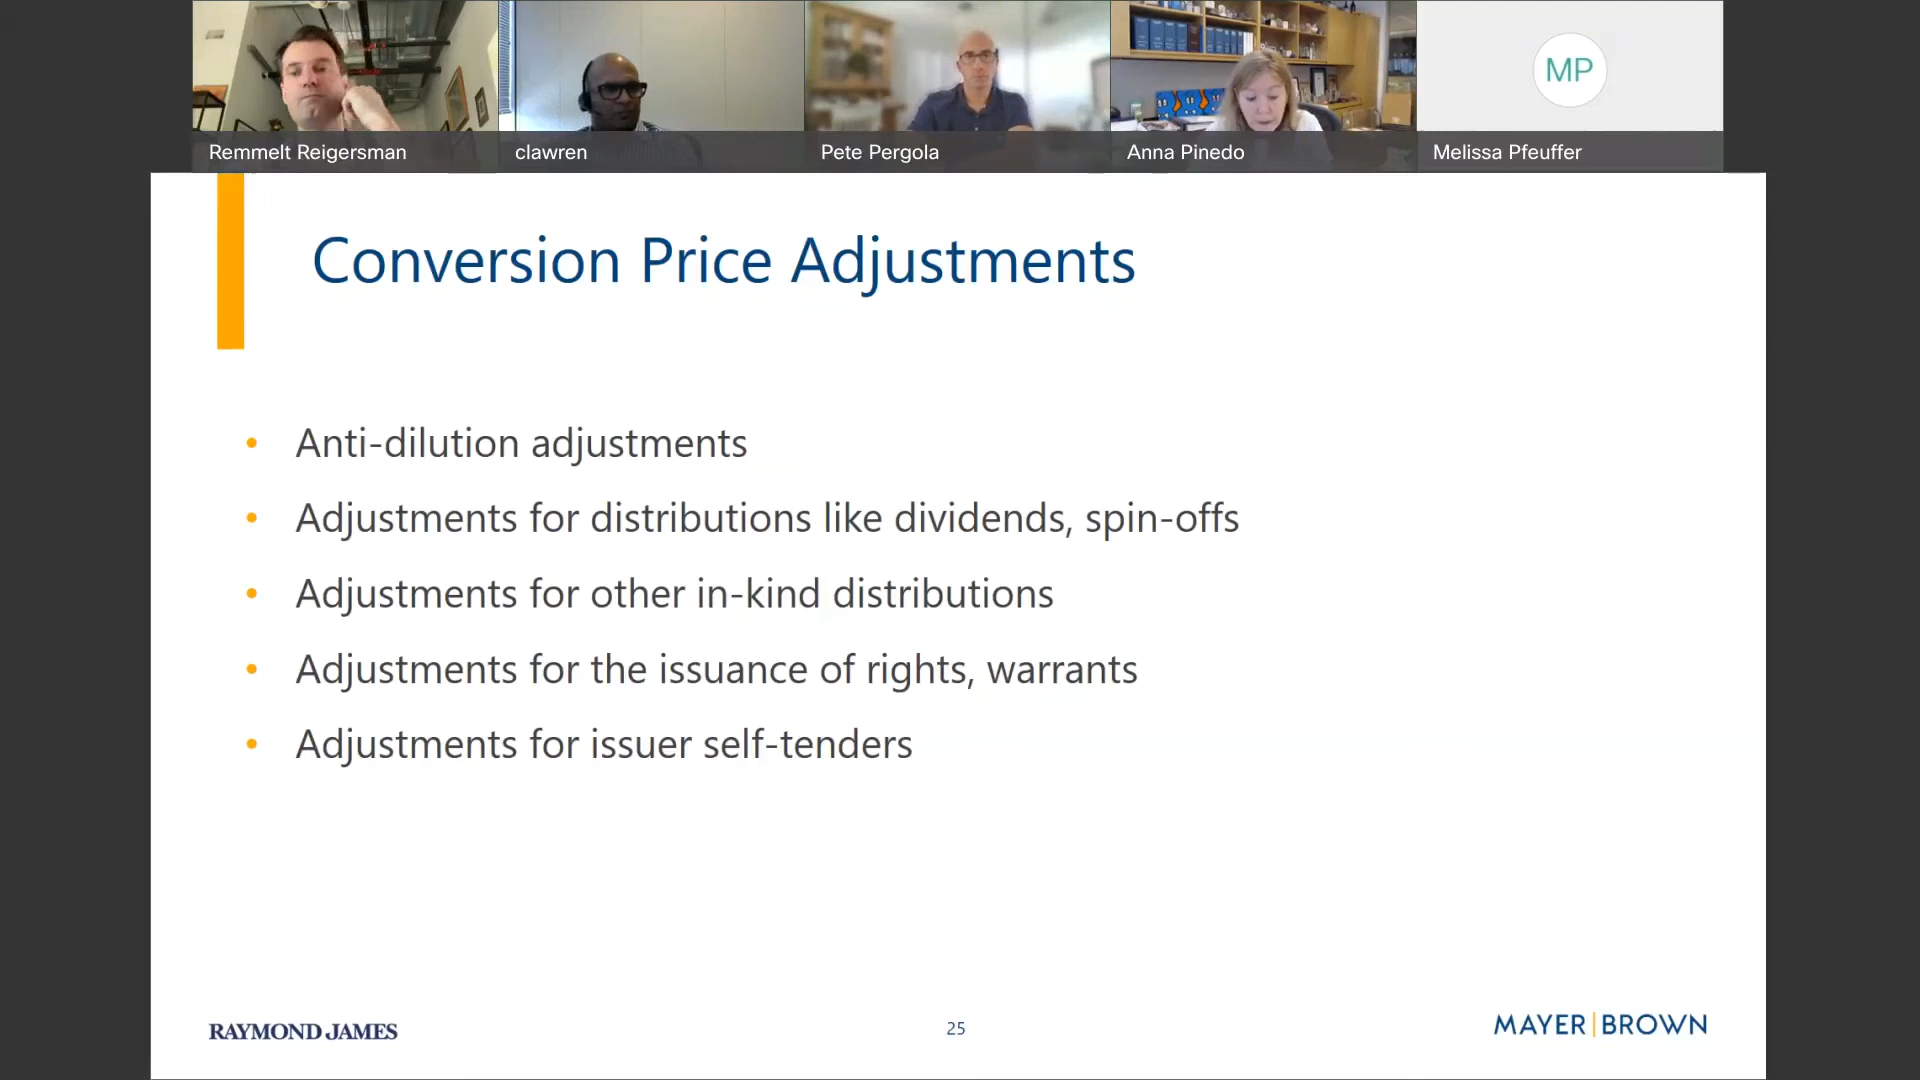 Remmelt Reigersman
clawren
Pete Pergola
Anna Pinedo
MP
Melissa Pfeuffer
Conversion Price Adjustments
• Anti-dilution adjustments
• Adjustments for distributions like dividends, spin-offs
• Adjustments for other in-kind distributions
• Adjustments for the issuance of rights, warrants
• Adjustments for issuer self-tenders
RAYMOND JAMES
25
MAYER|BROWN